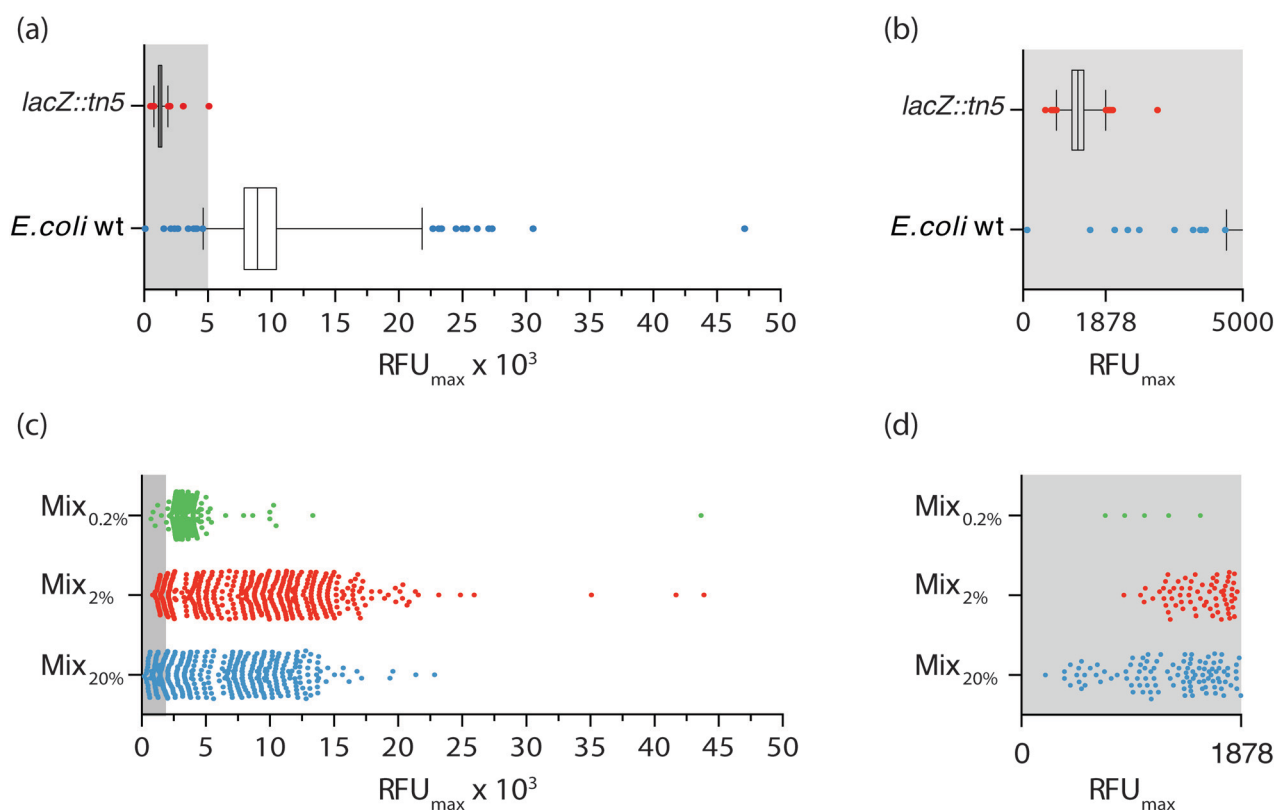 (a)
lacZ::tn5
E.coli wt
0 5 10 15 20 25 30 35 40 45 50
RFUmax x 10³
(b)
lacZ::tn5
E.coli wt
0 1878 5000
RFUmax
(c)
Mix0.2%
Mix2%
Mix20%
0 5 10 15 20 25 30 35 40 45 50
RFUmax x 10³
(d)
Mix0.2%
Mix2%
Mix20%
0 1878
RFUmax